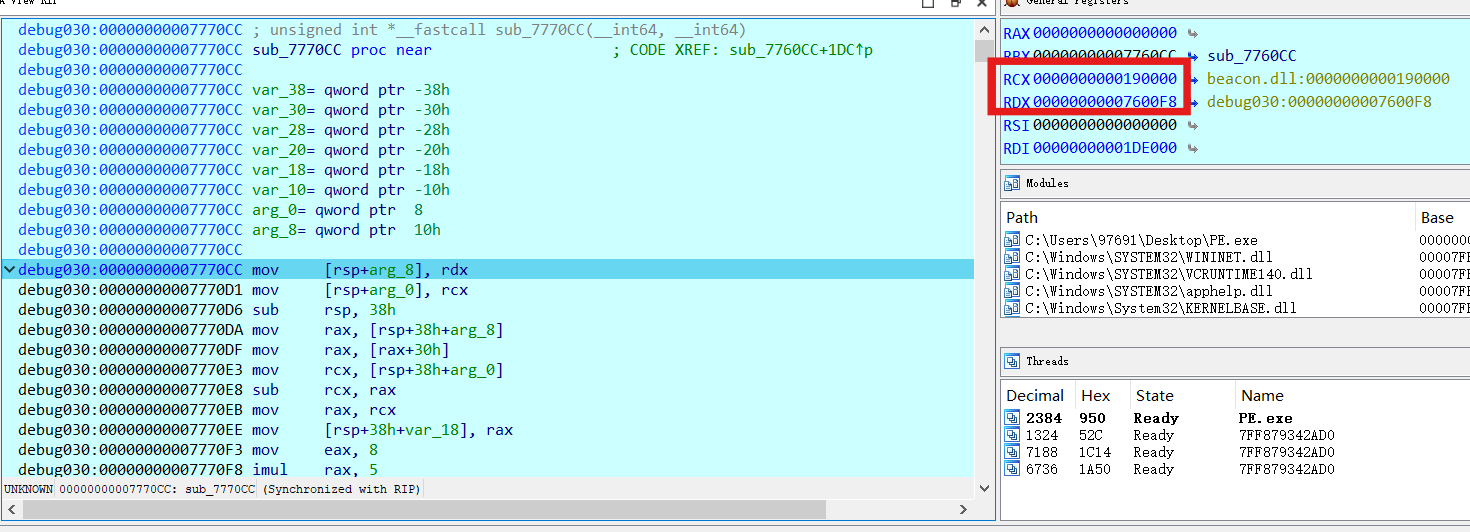 debug030:00000000007770CC ; unsigned int *__fastcall sub_7770CC(__int64, __int64)
debug030:00000000007770CC sub_7770CC proc near ; CODE XREF: sub_7760CC+1DC↑p
debug030:00000000007770CC
debug030:00000000007770CC var_38= qword ptr -38h
debug030:00000000007770CC var_30= qword ptr -30h
debug030:00000000007770CC var_28= qword ptr -28h
debug030:00000000007770CC var_20= qword ptr -20h
debug030:00000000007770CC var_18= qword ptr -18h
debug030:00000000007770CC var_10= qword ptr -10h
debug030:00000000007770CC arg_0= qword ptr 8
debug030:00000000007770CC arg_8= qword ptr 10h
debug030:00000000007770CC
debug030:00000000007770CC mov [rsp+arg_8], rdx
debug030:00000000007770D1 mov [rsp+arg_0], rcx
debug030:00000000007770D6 sub rsp, 38h
debug030:00000000007770DA mov rax, [rsp+38h+arg_8]
debug030:00000000007770DF mov rax, [rax+30h]
debug030:00000000007770E3 mov rcx, [rsp+38h+arg_0]
debug030:00000000007770E8 sub rcx, rax
debug030:00000000007770EB mov rax, rcx
debug030:00000000007770EE mov [rsp+38h+var_18], rax
debug030:00000000007770F3 mov eax, 8
debug030:00000000007770F8 imul rax, 5
UNKNOWN 00000000007770CC: sub_7770CC (Synchronized with RIP)
General registers
RAX 0000000000000000
RBX 00000000007760CC sub_7760CC
RCX 0000000000190000 beacon.dll:0000000000190000
RDX 00000000007600F8 debug030:00000000007600F8
RSI 0000000000000000
RDI 00000000001DE000
Modules
Path Base
C:\Users\97691\Desktop\PE.exe 0000000
C:\Windows\SYSTEM32\WININET.dll 00007FF
C:\Windows\SYSTEM32\VCRUNTIME140.dll 00007FF
C:\Windows\SYSTEM32\apphelp.dll 00007FF
C:\Windows\System32\KERNELBASE.dll 00007FF
Threads
Decimal Hex State Name
2384 950 Ready PE.exe
1324 52C Ready 7FF879342AD0
7188 1C14 Ready 7FF879342AD0
6736 1A50 Ready 7FF879342AD0